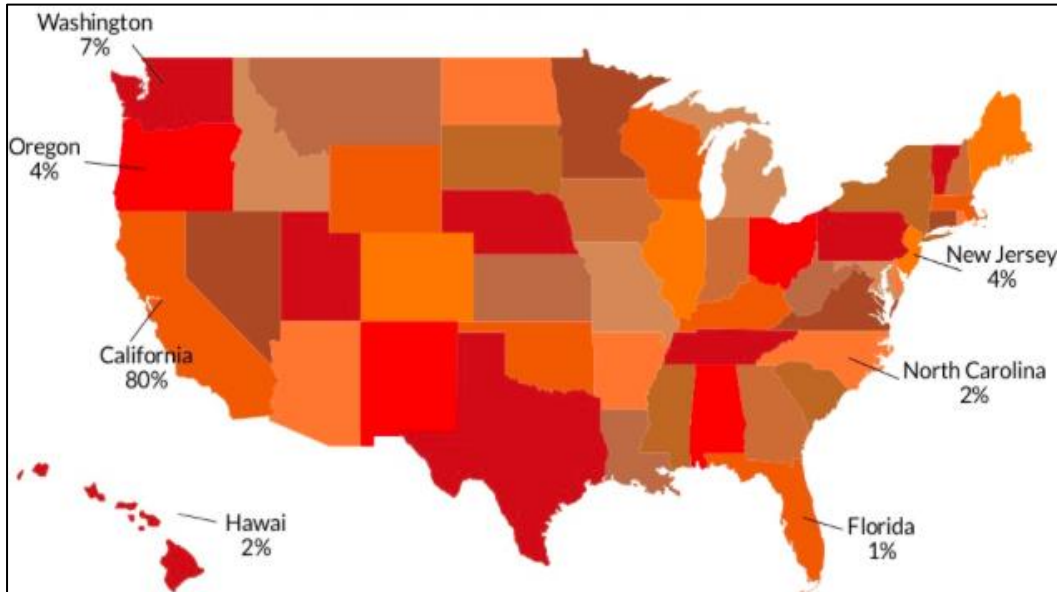 Washington
7%
Oregon
4%
New Jersey
4%
California
80%
North Carolina
2%
Hawai
2%
Florida
1%